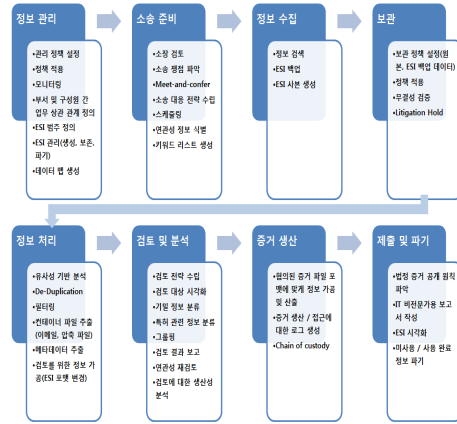 정보 관리
•관리 정책 설정
•정책 적용
•모니터링
•부서 및 구성원 간
업무 상관 관계 정의
•ESI 범주 정의
•ESI 관리(생성, 보존,
파기)
•데이터 맵 생성
소송 준비
•소장 검토
•소송 쟁점 파악
•Meet-and-confer
•소송 대응 전략 수립
•스케줄링
•연관성 정보 식별
•키워드 리스트 생성
정보 수집
•정보 검색
•ESI 백업
•ESI 사본 생성
보관
•보관 정책 설정(원
본, ESI 백업 데이터)
•정책 적용
•무결성 검증
•Litigation Hold
정보 처리
•유사성 기반 분석
•De-Duplication
•필터링
•컨테이너 파일 추출
(이메일, 압축 파일)
•메타데이터 추출
•검토를 위한 정보 가
공(ESI 포맷 변경)
검토 및 분석
•검토 전략 수립
•검토 대상 시각화
•기밀 정보 분류
•특허 관련 정보 분류
•그룹핑
•검토 결과 보고
•연관성 재검토
•검토에 대한 생산성
분석
증거 생산
•협의된 증거 파일 포
맷에 맞게 정보 가공
및 산출
•증거 생산 / 접근에
대한 로그 생성
•Chain of custody
제출 및 파기
•법정 증거 공개 원칙
파악
•IT 비전문가용 보고
서 작성
•ESI 시각화
•미사용 / 사용 완료
정보 파기